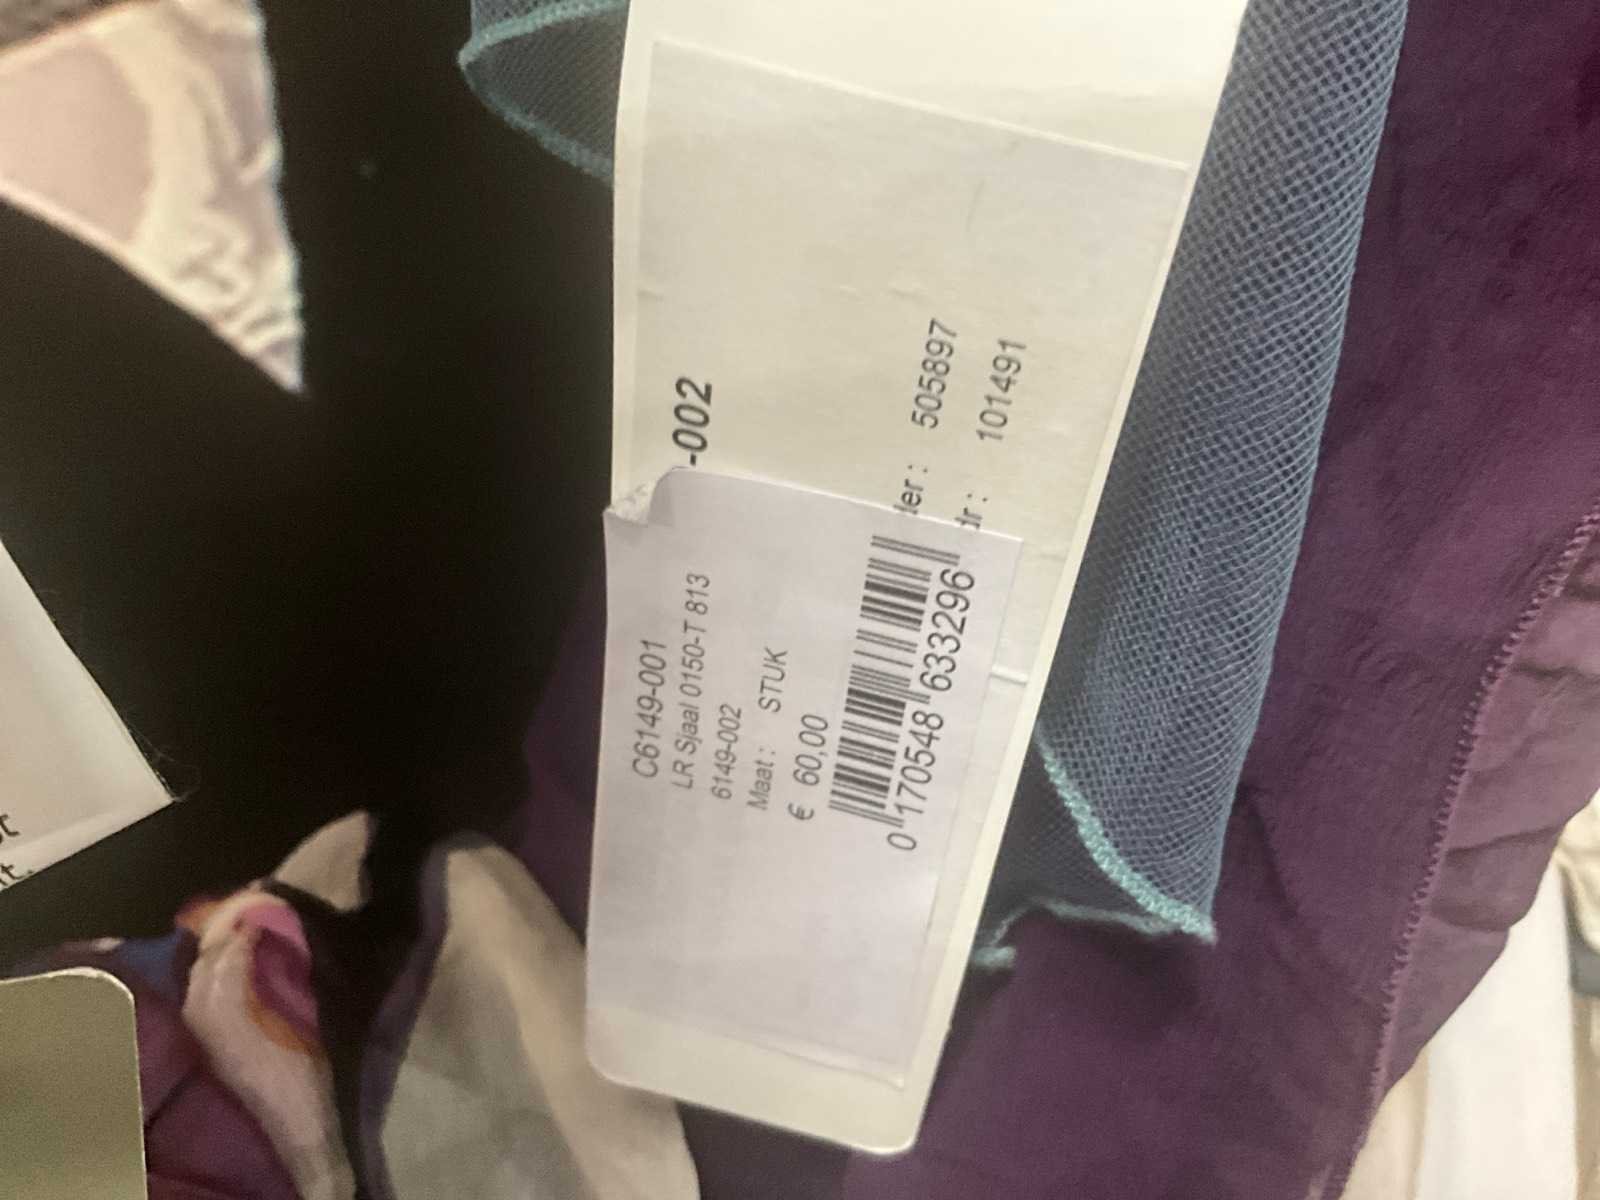 -002
505897
101491
C6149-001
LR Sjaal 0150-T 813
6149-002
Maat : STUK
€ 60,00
0 170548 633296